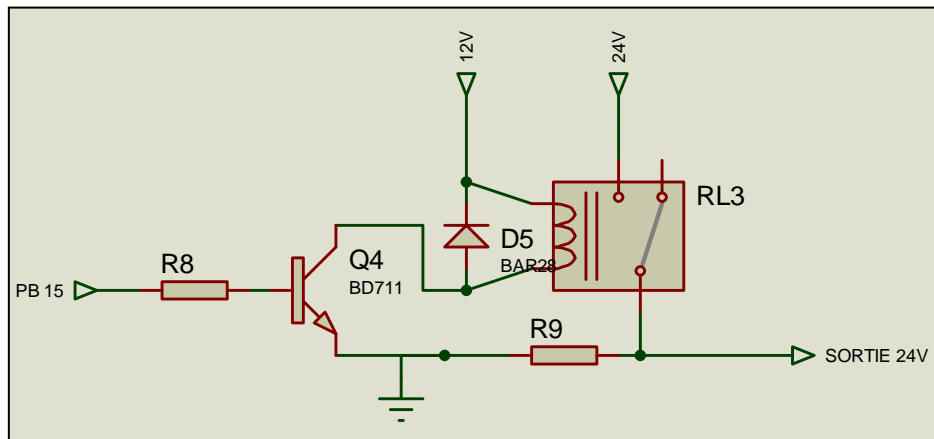 12V
24V
RL3
D5
BAR28
Q4
BD711
R8
PB 15
R9
SORTIE 24V